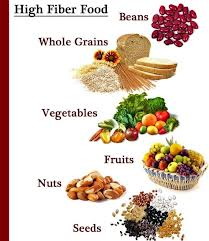 High Fiber Food
Beans
Whole Grains
Vegetables
Fruits
Nuts
Seeds